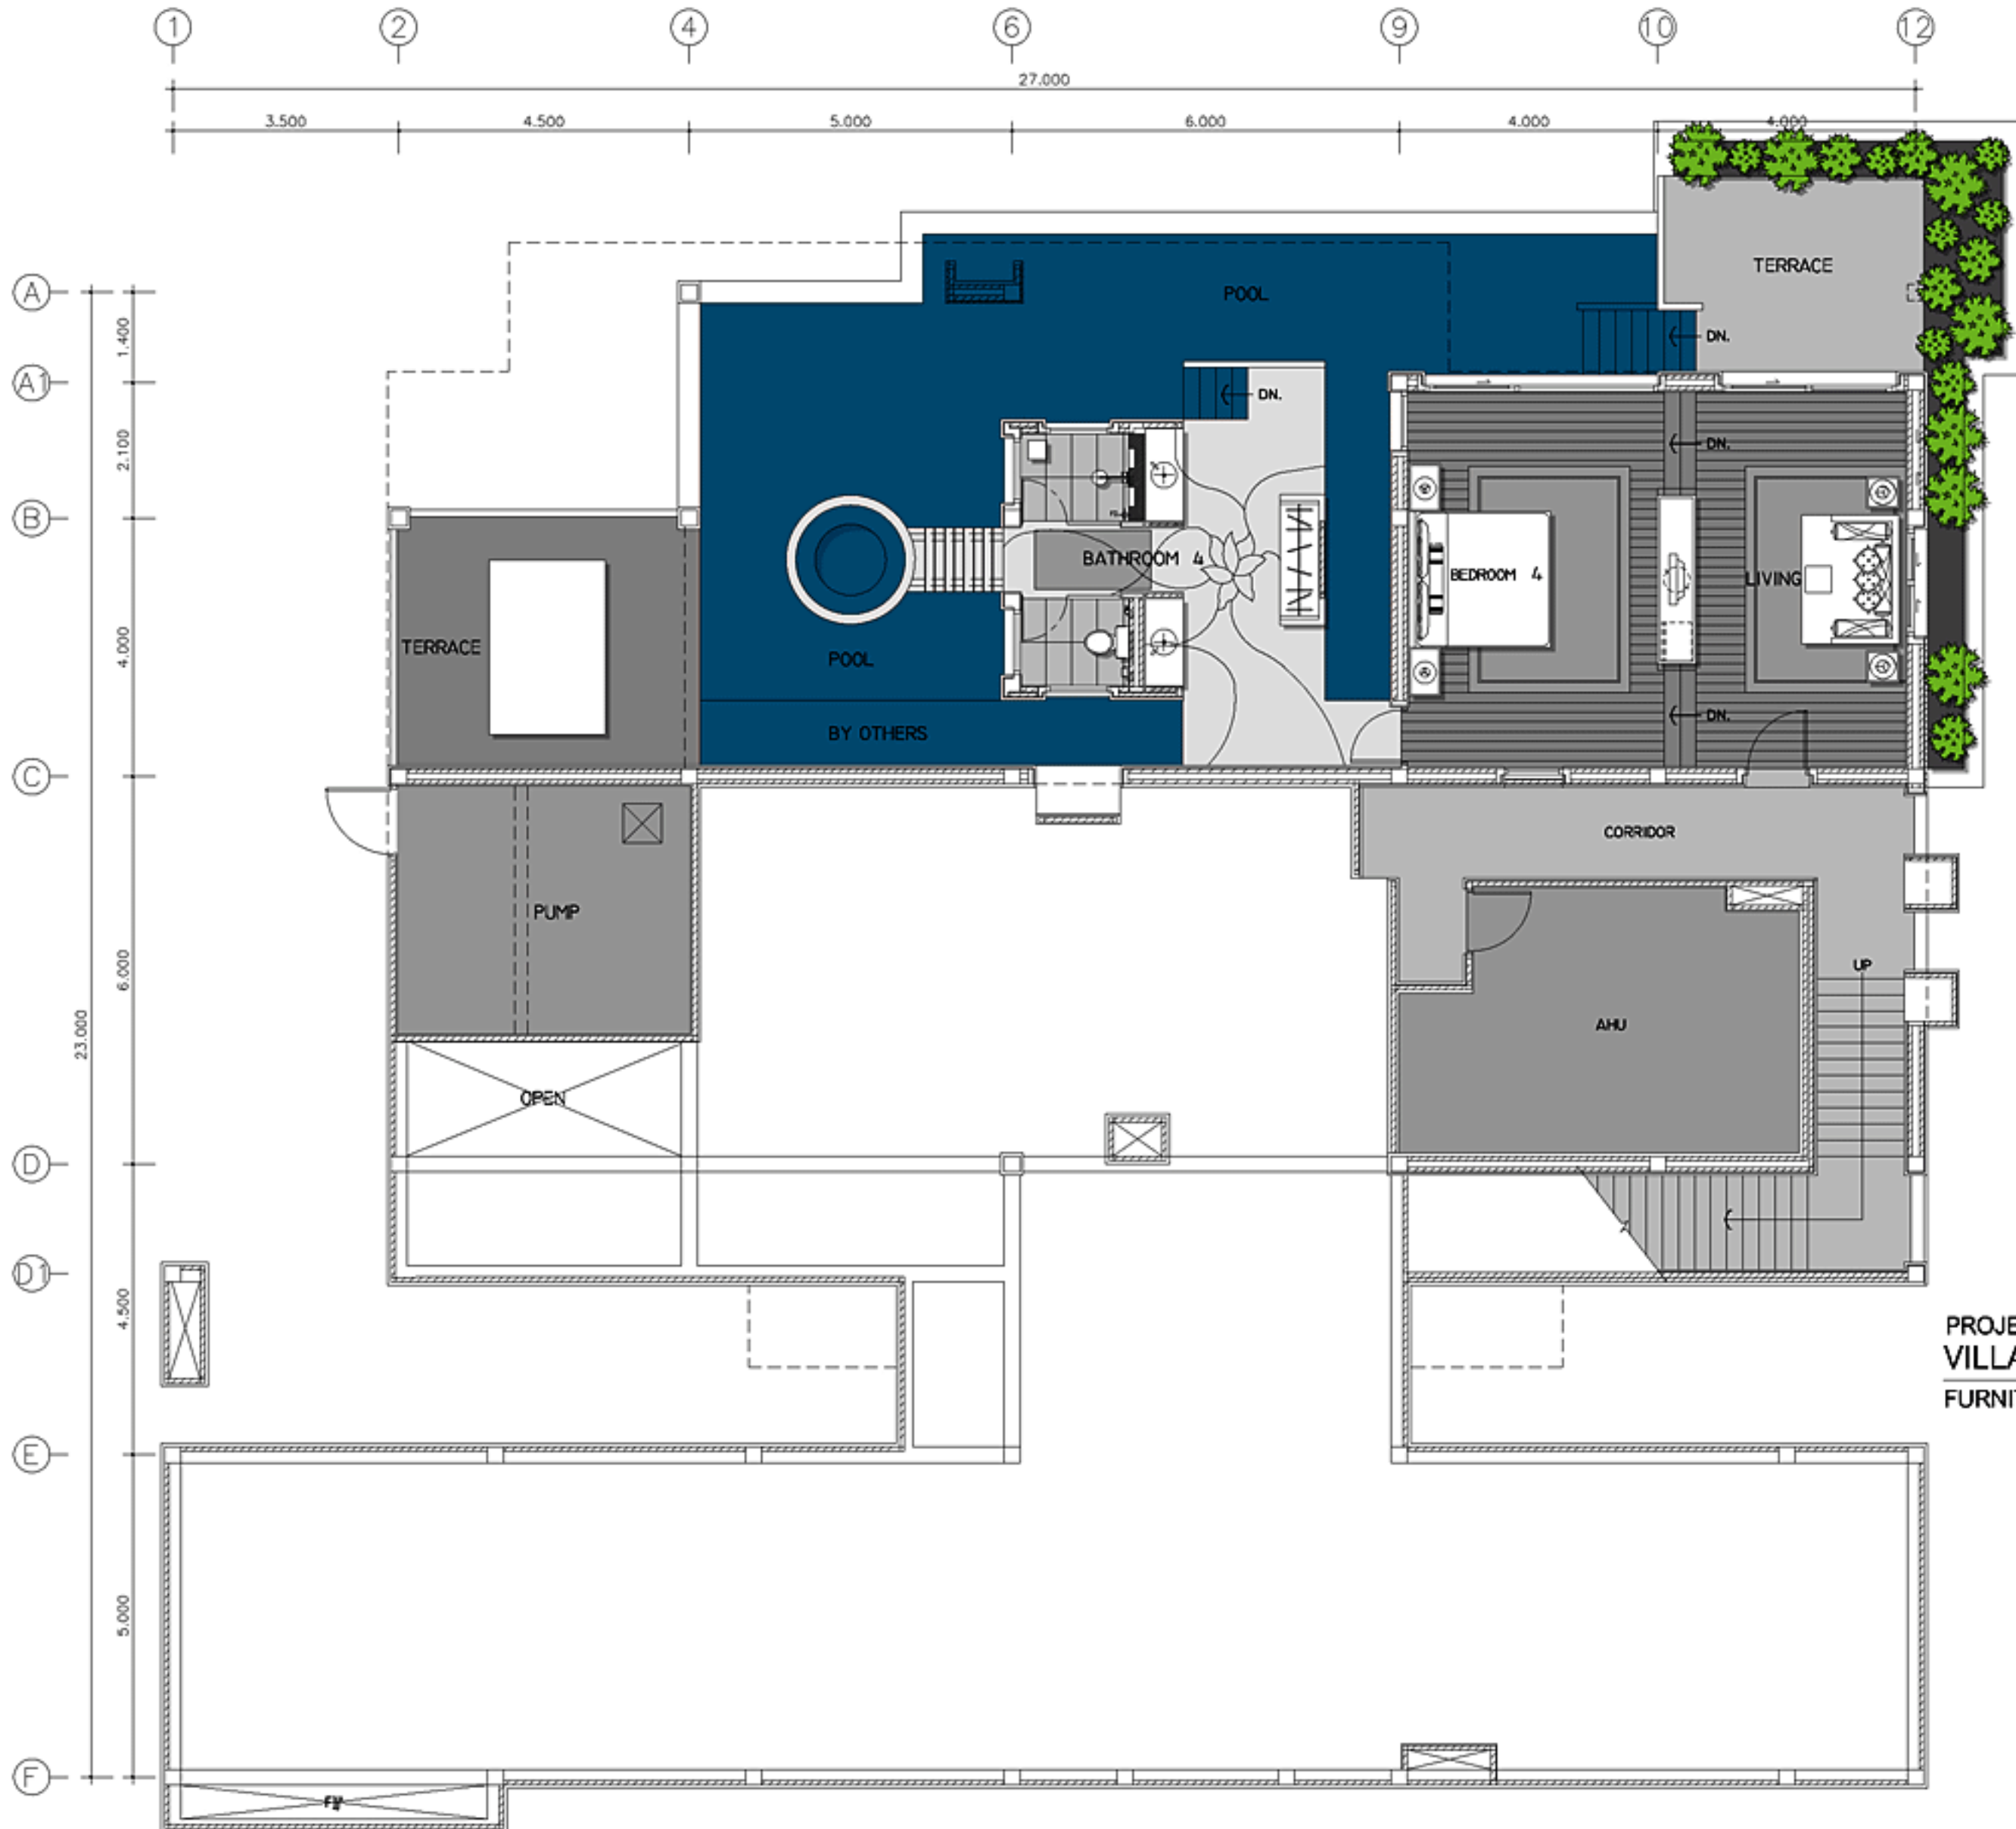 1 2 4 6 9 10 12
27.000
3.500 4.500 5.000 6.000 4.000 4.000
A
A1
B
C
D
D1
E
F
1.400
2.100
4.000
6.000
4.500
5.000
23.000
POOL
TERRACE
DN.
DN.
DN.
BATHROOM 4
BEDROOM 4
LIVING
TERRACE
POOL
DN.
BY OTHERS
CORRIDOR
PUMP
UP
AHU
OPEN
PROJE
VILLA
FURNI